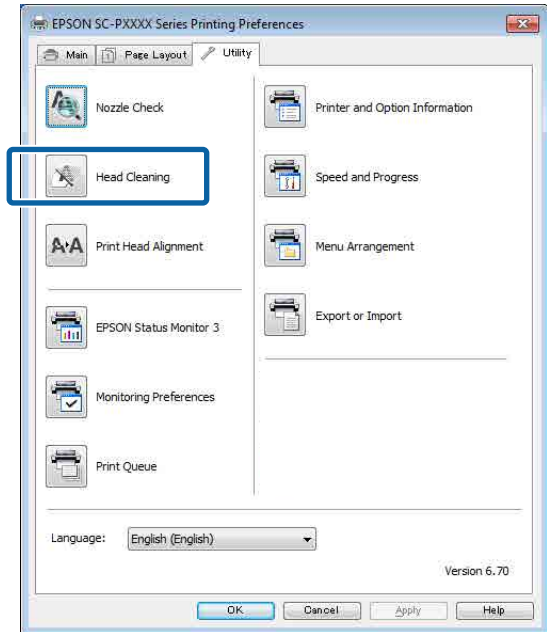 EPSON SC-PXXXX Series Printing Preferences
Main Page Layout Utility
Nozzle Check
Printer and Option Information
Head Cleaning
Speed and Progress
A A Print Head Alignment
Menu Arrangement
Export or Import
EPSON Status Monitor 3
Monitoring Preferences
Print Queue
Language: English (English)
Version 6.70
OK Cancel Apply Help